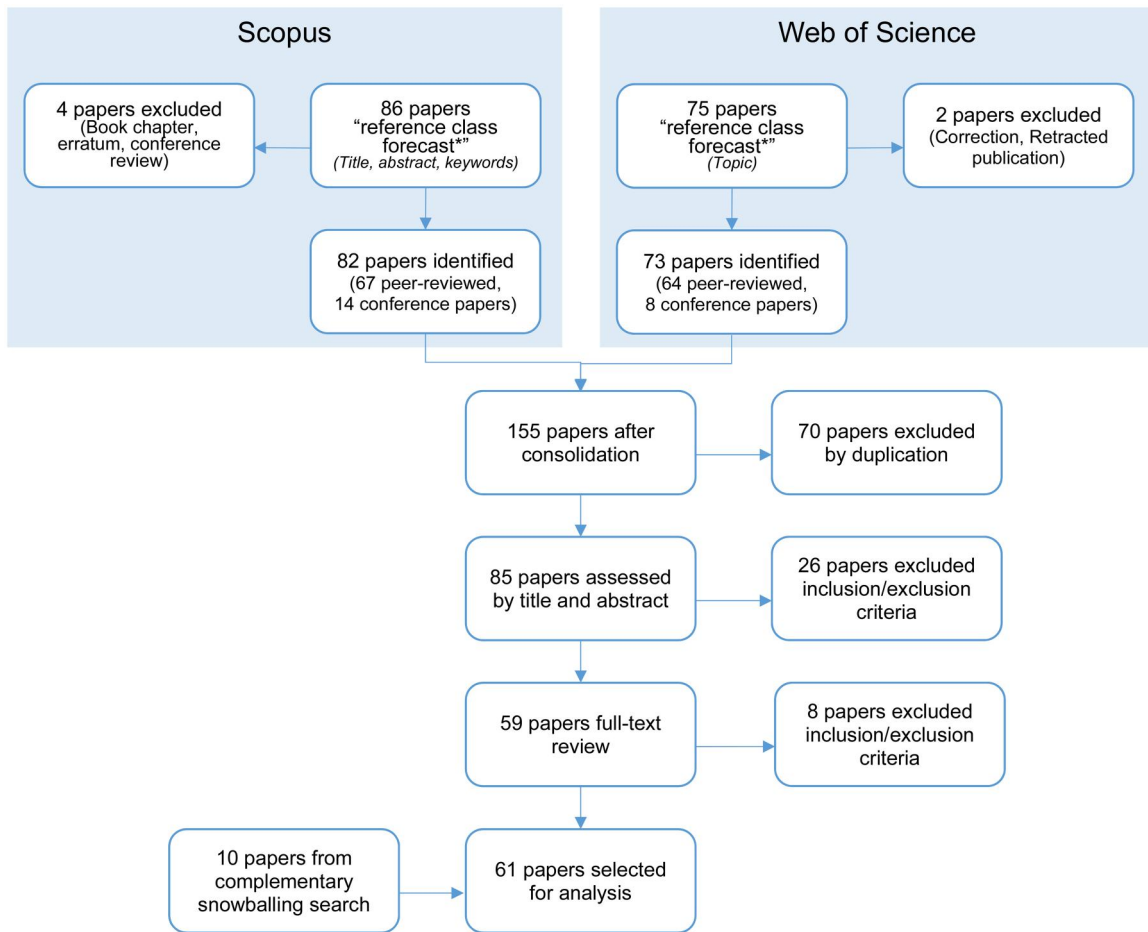 Scopus
Web of Science
4 papers excluded
(Book chapter,
erratum, conference
review)
86 papers
“reference class
forecast*”
(Title, abstract, keywords)
75 papers
“reference class
forecast*”
(Topic)
2 papers excluded
(Correction, Retracted
publication)
82 papers identified
(67 peer-reviewed,
14 conference papers)
73 papers identified
(64 peer-reviewed,
8 conference papers)
155 papers after
consolidation
70 papers excluded
by duplication
85 papers assessed
by title and abstract
26 papers excluded
inclusion/exclusion
criteria
59 papers full-text
review
8 papers excluded
inclusion/exclusion
criteria
10 papers from
complementary
snowballing search
61 papers selected
for analysis